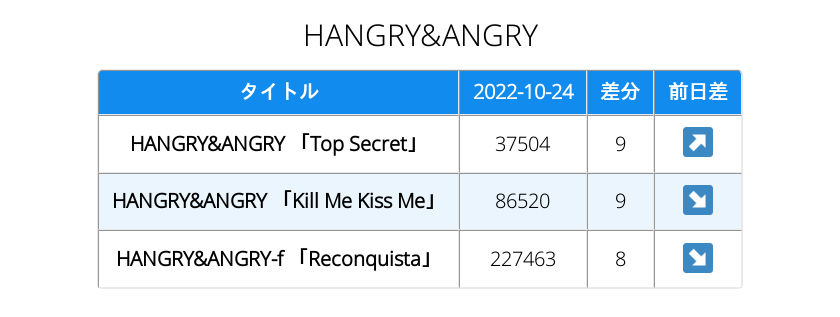 HANGRY&ANGRY
タイトル 2022-10-24 差分 前日差
HANGRY&ANGRY 「Top Secret」 37504 9 ↗
HANGRY&ANGRY 「Kill Me Kiss Me」 86520 9 ↘
HANGRY&ANGRY-f 「Reconquista」 227463 8 ↘